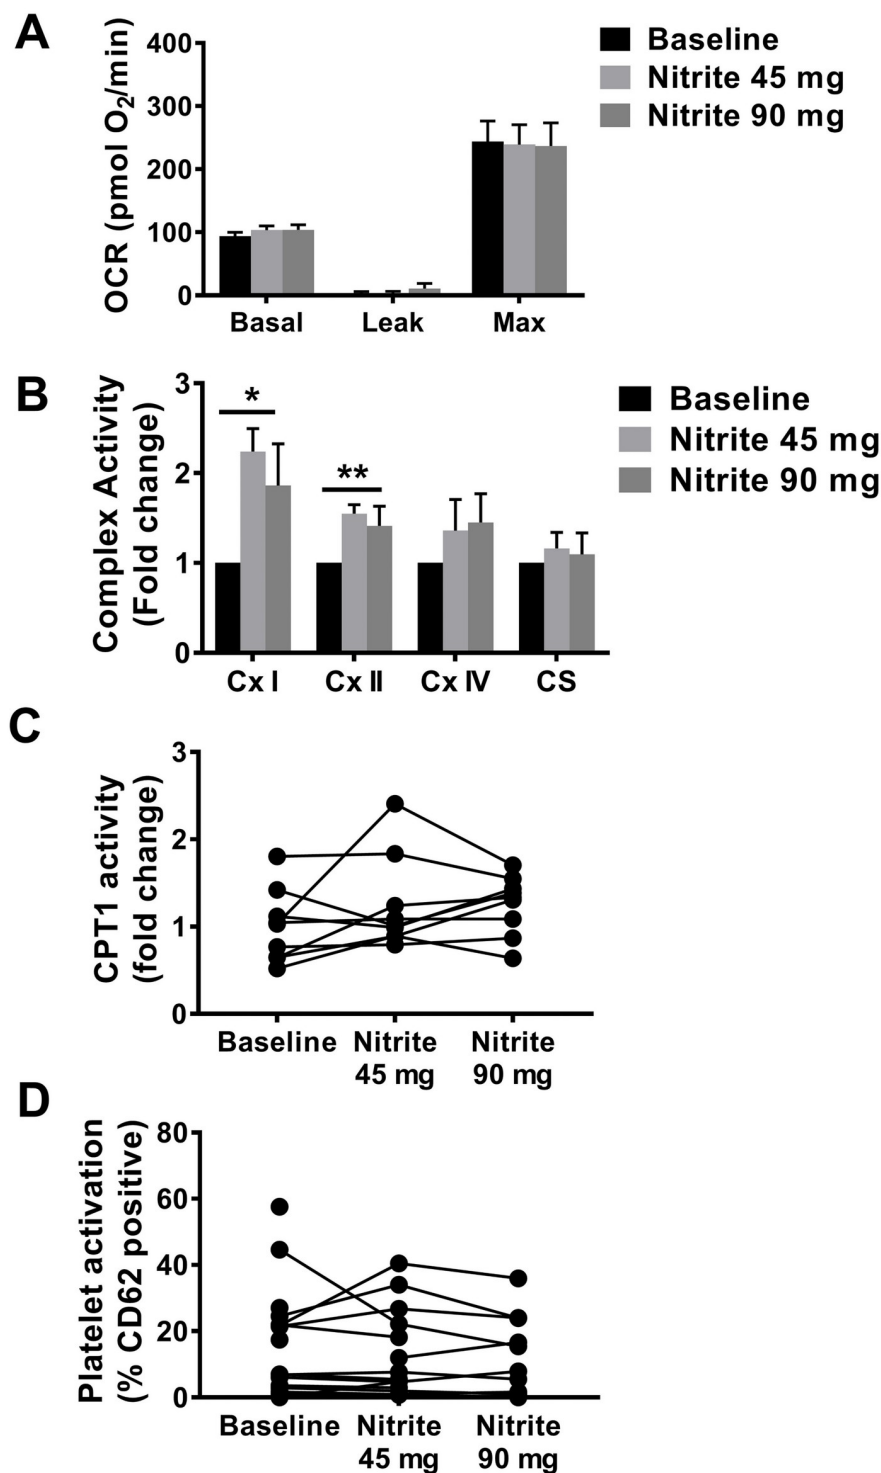 A
OCR (pmol O₂/min)
400
300
200
100
0
Basal Leak Max
Baseline
Nitrite 45 mg
Nitrite 90 mg
B
Complex Activity
(Fold change)
3
2
1
0
*
**
Cx I Cx II Cx IV CS
Baseline
Nitrite 45 mg
Nitrite 90 mg
C
CPT1 activity
(fold change)
3
2
1
0
Baseline Nitrite Nitrite
45 mg 90 mg
D
Platelet activation
(% CD62 positive)
80
60
40
20
0
Baseline Nitrite Nitrite
45 mg 90 mg